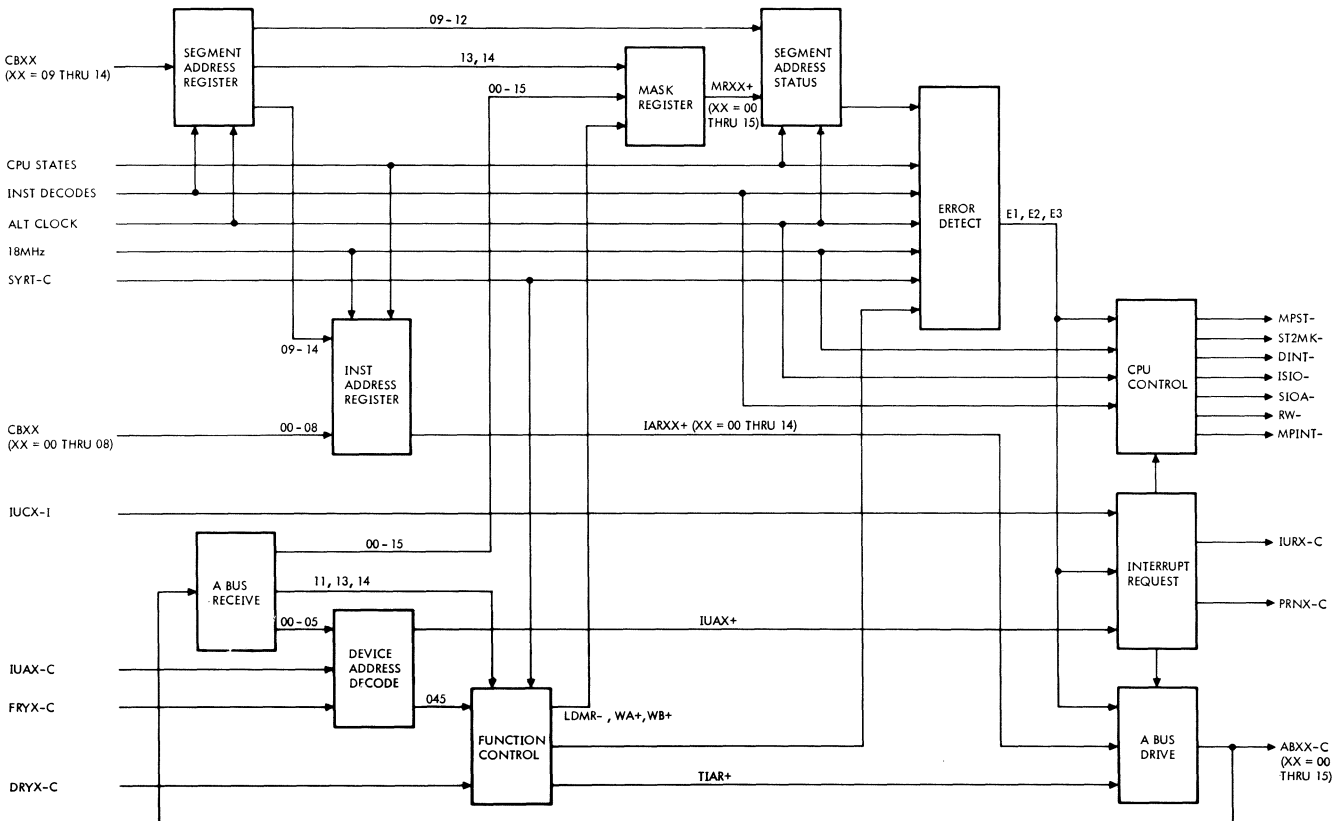 09-12
CBXX
(XX = 09 THRU 14)
SEGMENT
ADDRESS
REGISTER
13, 14
00-15
MASK
REGISTER
MRXX+
(XX = 00
THRU 15)
SEGMENT
ADDRESS
STATUS
CPU STATES
INST DECODES
ALT CLOCK
18MHz
SYRT-C
ERROR
DETECT
E1, E2, E3
09-14
INST
ADDRESS
REGISTER
CBXX
(XX = 00 THRU 08)
00-08
IARXX+ (XX = 00 THRU 14)
CPU
CONTROL
MPST-
ST2MK-
DINT-
ISIO-
SIOA-
RW-
MPINT-
IUCX-I
A BUS
RECEIVE
00-15
11, 13, 14
00-05
DEVICE
ADDRESS
DECODE
IUAX+
INTERRUPT
REQUEST
IURX-C
PRNX-C
IUAX-C
FRYX-C
045
DRYX-C
FUNCTION
CONTROL
LDMR- , WA+, WB+
TIAR+
A BUS
DRIVE
ABXX-C
(XX = 00
THRU 15)